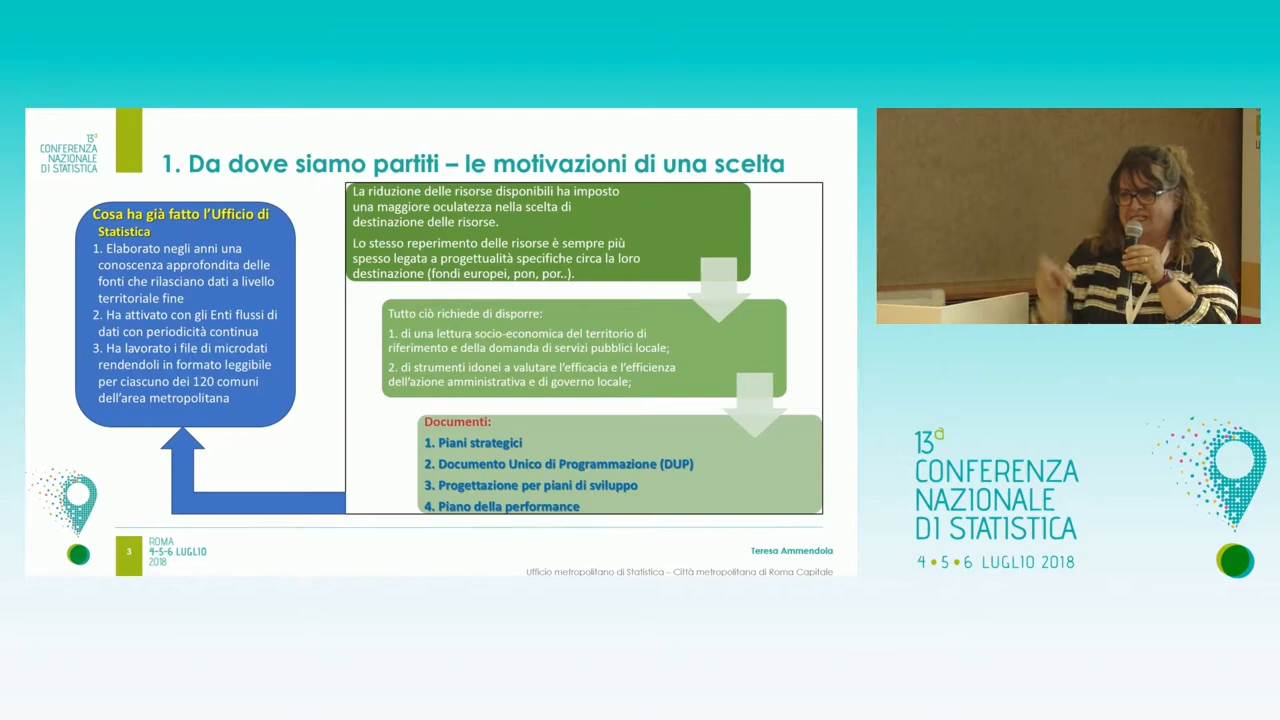 13a
CONFERENZA
NAZIONALE
DI STATISTICA
1. Da dove siamo partiti – le motivazioni di una scelta
Cosa ha già fatto l'Ufficio di
Statistica
1. Elaborato negli anni una
conoscenza approfondita delle
fonti che rilasciano dati a livello
territoriale fine
2. Ha attivato con gli Enti flussi di
dati con periodicità continua
3. Ha lavorato i file di microdati
rendendoli in formato leggibile
per ciascuno dei 120 comuni
dell'area metropolitana
La riduzione delle risorse disponibili ha imposto
una maggiore oculatezza nella scelta di
destinazione delle risorse.
Lo stesso reperimento delle risorse è sempre più
spesso legata a progettualità specifiche circa la loro
destinazione (fondi europei, pon, por..).
Tutto ciò richiede di disporre:
1. di una lettura socio-economica del territorio di
riferimento e della domanda di servizi pubblici locale;
2. di strumenti idonei a valutare l'efficacia e l'efficienza
dell'azione amministrativa e di governo locale;
Documenti:
1. Piani strategici
2. Documento Unico di Programmazione (DUP)
3. Progettazione per piani di sviluppo
4. Piano della performance
3
ROMA
4-5-6 LUGLIO
2018
Teresa Ammendola
Ufficio metropolitano di Statistica – Città metropolitana di Roma Capitale
13a
CONFERENZA
NAZIONALE
DI STATISTICA
4 • 5 • 6 LUGLIO 2018